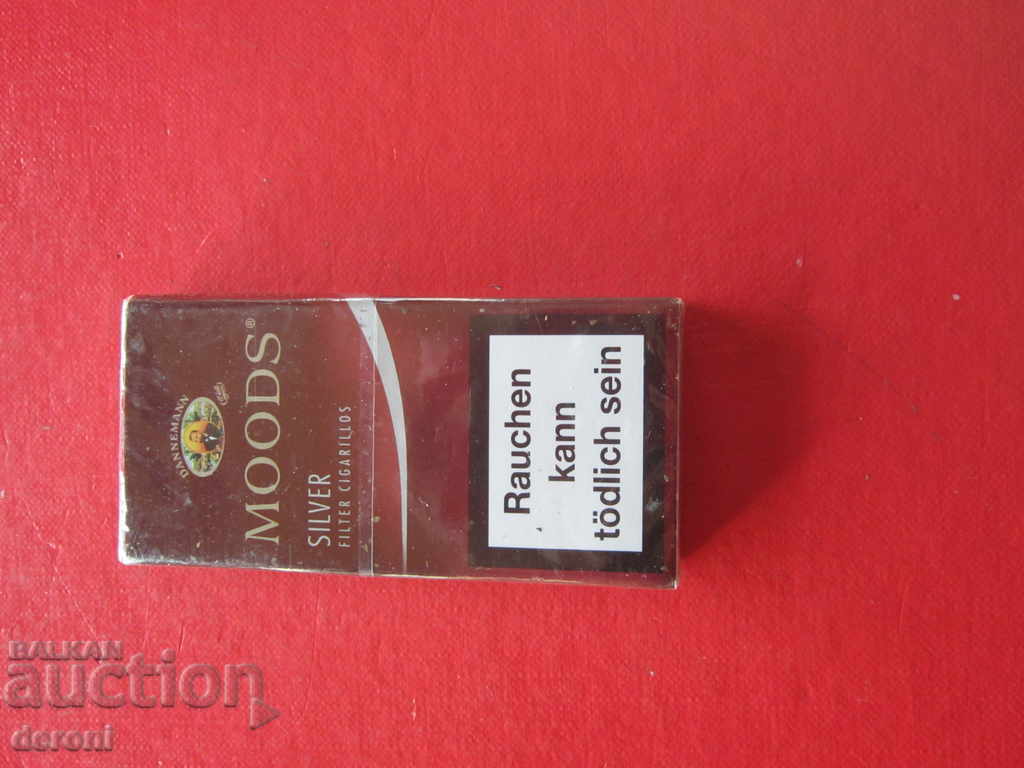 DANNEMANN
MOODS®
SILVER
FILTER CIGARILLOS
Rauchen
kann
tödlich sein
BALKAN
auction
deroni